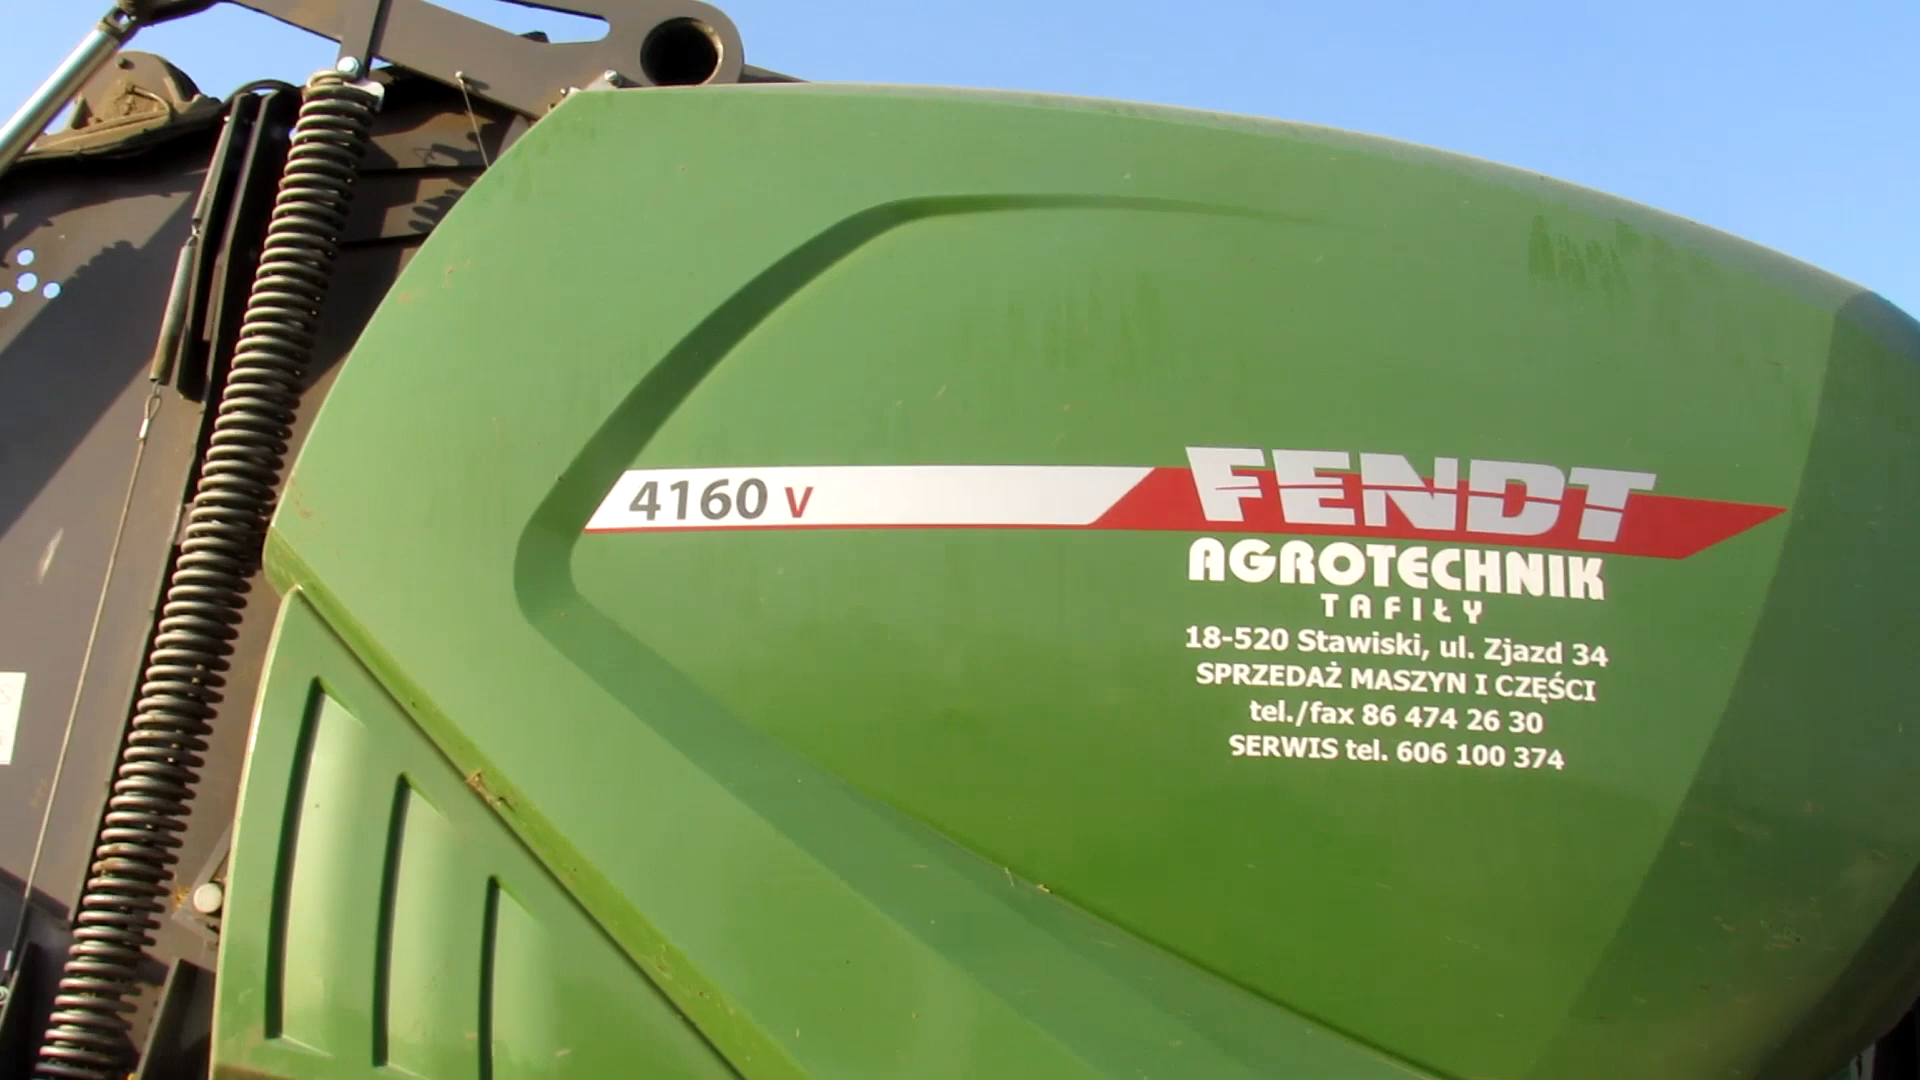 4160 V
FENDT
AGROTECHNIK
TAFIŁY
18-520 Stawiski, ul. Zjazd 34
SPRZEDAŻ MASZYN I CZĘŚCI
tel./fax 86 474 26 30
SERWIS tel. 606 100 374